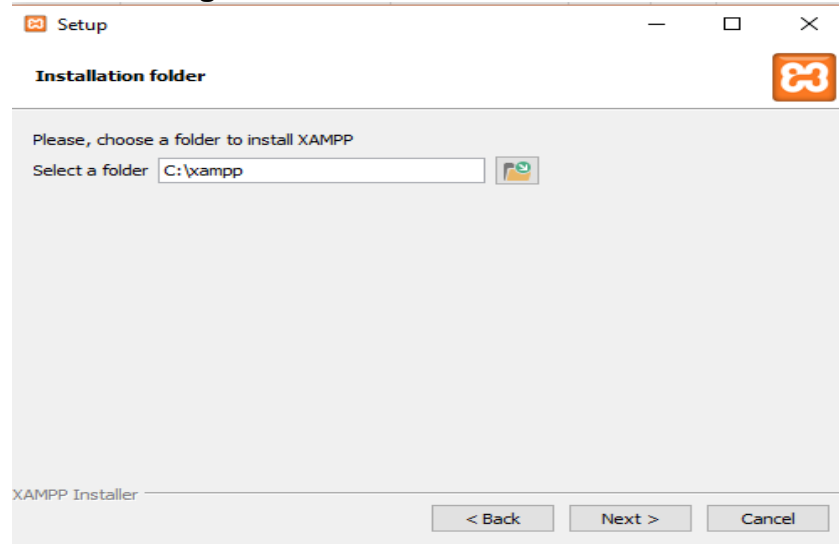 Setup
Installation folder
Please, choose a folder to install XAMPP
Select a folder C:\xampp
XAMPP Installer
< Back Next > Cancel